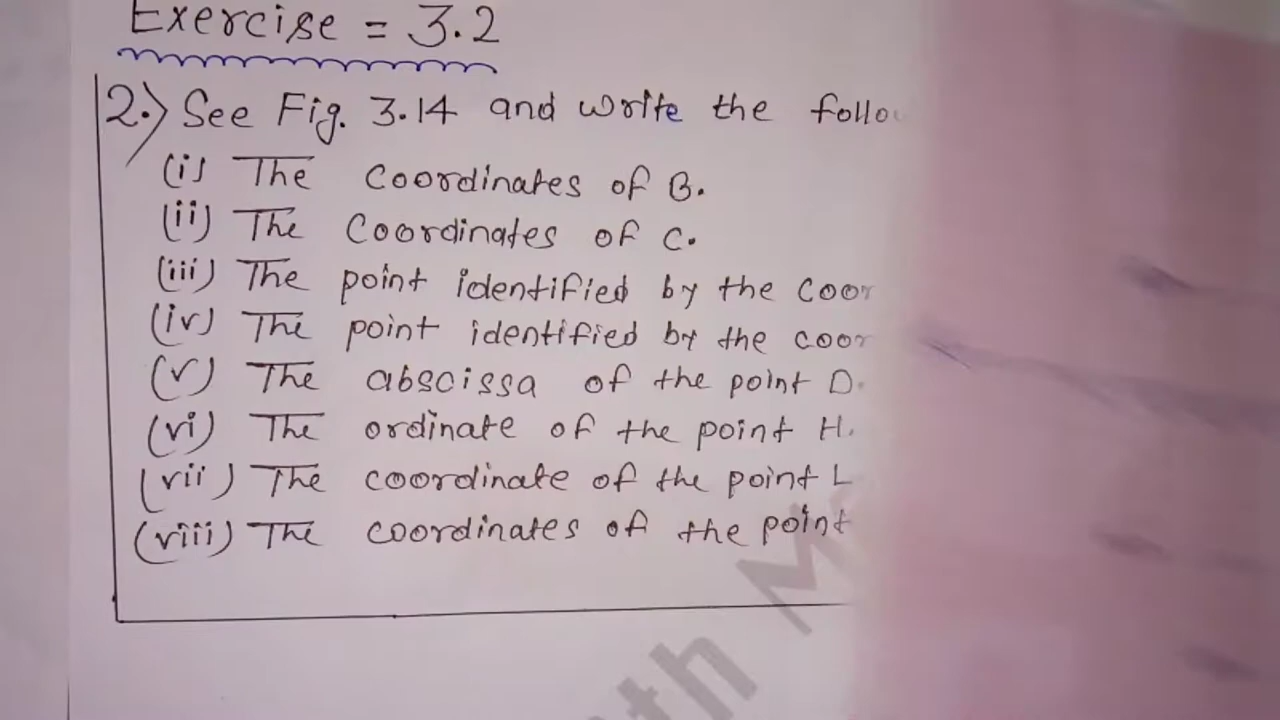 Exercise = 3.2
2.) See Fig. 3.14 and write the follo
(i) The Coordinates of B.
(ii) The Coordinates of C.
(iii) The point identified by the coor
(iv) The point identified by the coor
(v) The abscissa of the point D.
(vi) The ordinate of the point H.
(vii) The coordinate of the point L
(viii) The coordinates of the point
th M